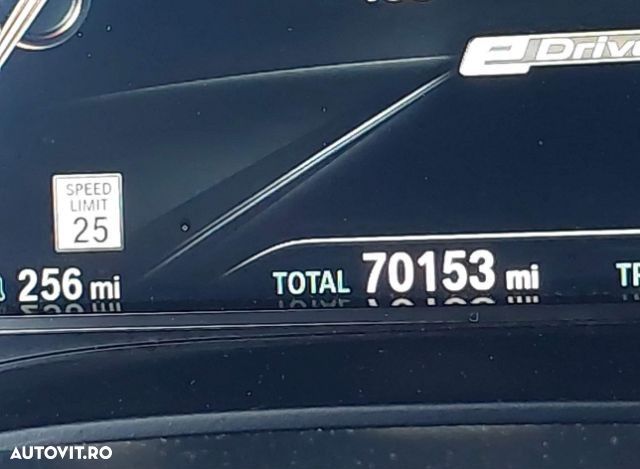 eDrive
SPEED
LIMIT
25
256 mi
TOTAL 70153 mi
AUTOVIT.RO